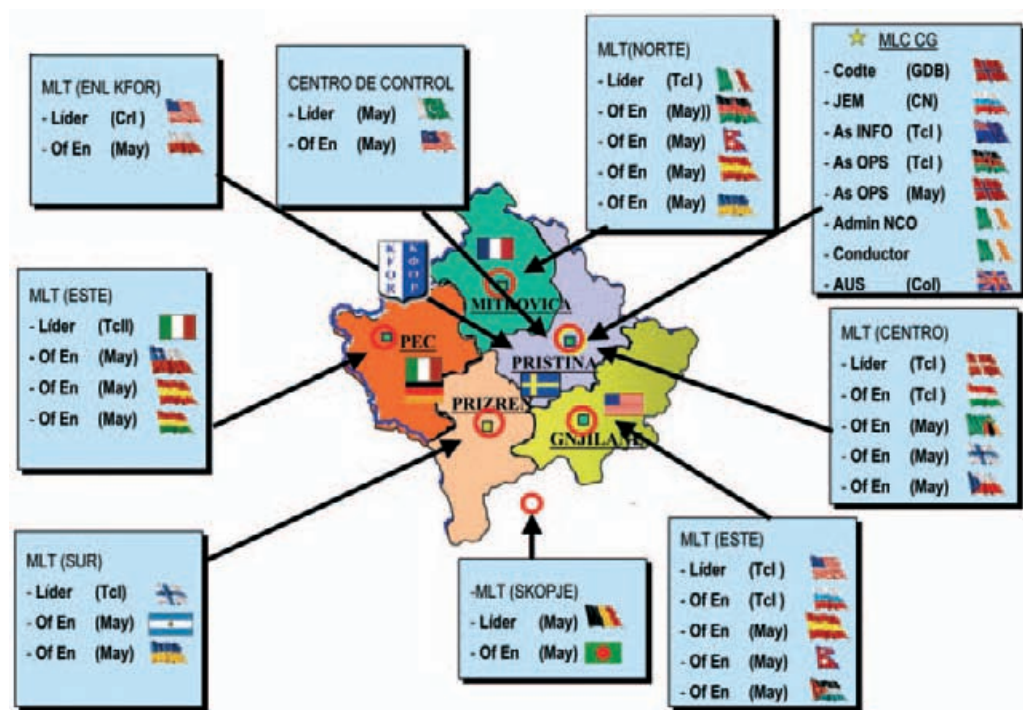 MLT (ENL KFOR)
- Líder (Crl )
- Of En (May)
CENTRO DE CONTROL
- Líder (May)
- Of En (May)
MLT(NORTE)
- Líder (Tcl )
- Of En (May))
- Of En (May)
- Of En (May)
- Of En (May)
MLC CG
- Codte (GDB)
- JEM (CN)
- As INFO (Tcl)
- As OPS (Tcl)
- As OPS (May)
- Admin NCO
- Conductor
- AUS (Col)
KFOR
КФОР
MITROVICA
PEC
PRISTINA
PRIZREN
GNJILANE
MLT (ESTE)
- Líder (Tcll)
- Of En (May)
- Of En (May)
- Of En (May)
MLT (CENTRO)
- Líder (Tcl )
- Of En (Tcl )
- Of En (May)
- Of En (May)
- Of En (May)
MLT (SUR)
- Líder (Tcl)
- Of En (May)
- Of En (May)
-MLT (SKOPJE)
- Líder (May)
- Of En (May)
MLT (ESTE)
- Líder (Tcl )
- Of En (Tcl )
- Of En (May)
- Of En (May)
- Of En (May)